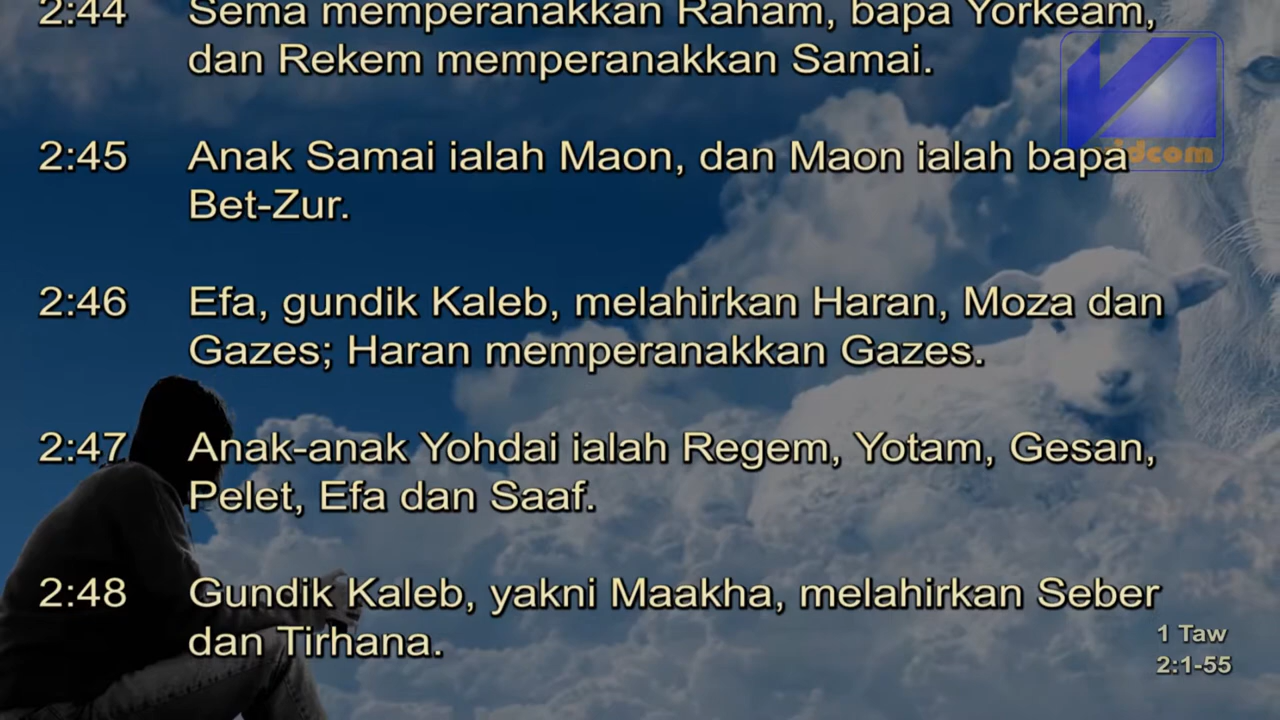 2:44 Sema memperanakkan Raham, bapa Yorkeam,
dan Rekem memperanakkan Samai.
2:45 Anak Samai ialah Maon, dan Maon ialah bapa
Bet-Zur.
2:46 Efa, gundik Kaleb, melahirkan Haran, Moza dan
Gazes; Haran memperanakkan Gazes.
2:47 Anak-anak Yohdai ialah Regem, Yotam, Gesan,
Pelet, Efa dan Saaf.
2:48 Gundik Kaleb, yakni Maakha, melahirkan Seber
dan Tirhana.
1 Taw
2:1-55
Vidcom